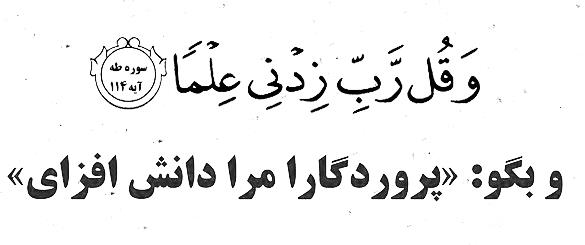 وَقُل رَّبِّ زِدْنِی عِلْمًا
سوره طه
آیه ۱۱۴
و بگو: «پروردگارا مرا دانش افزای»